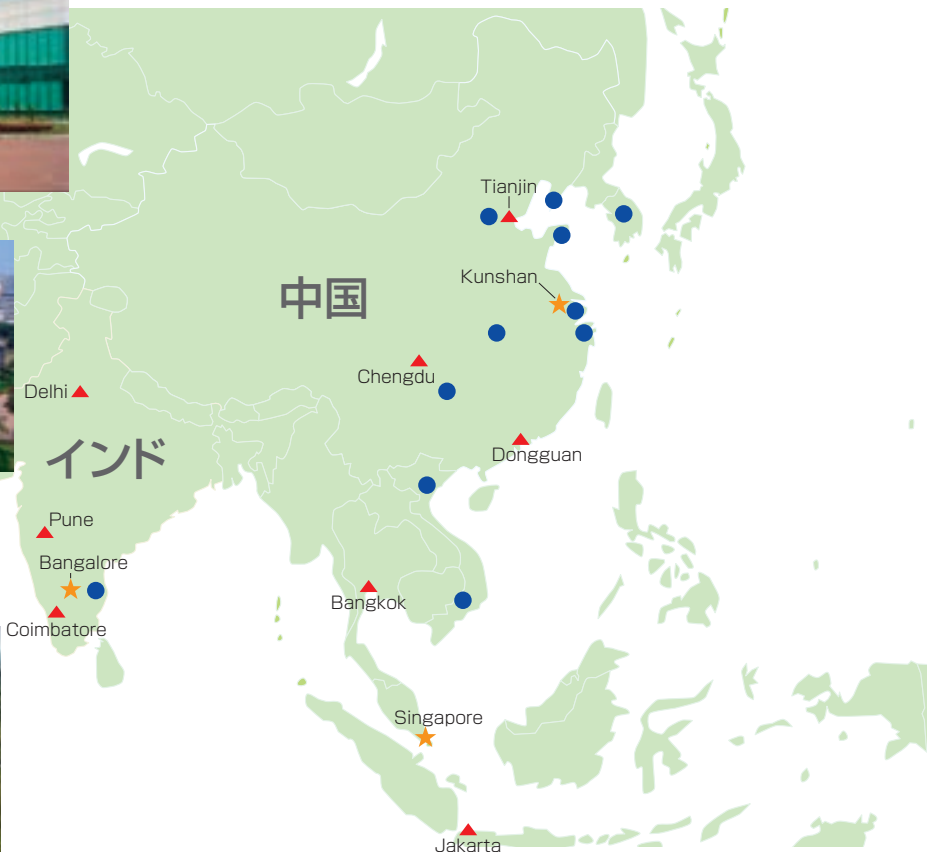 Tianjin
Kunshan
中国
Chengdu
Delhi
インド
Dongguan
Pune
Bangalore
Bangkok
Coimbatore
Singapore
Jakarta